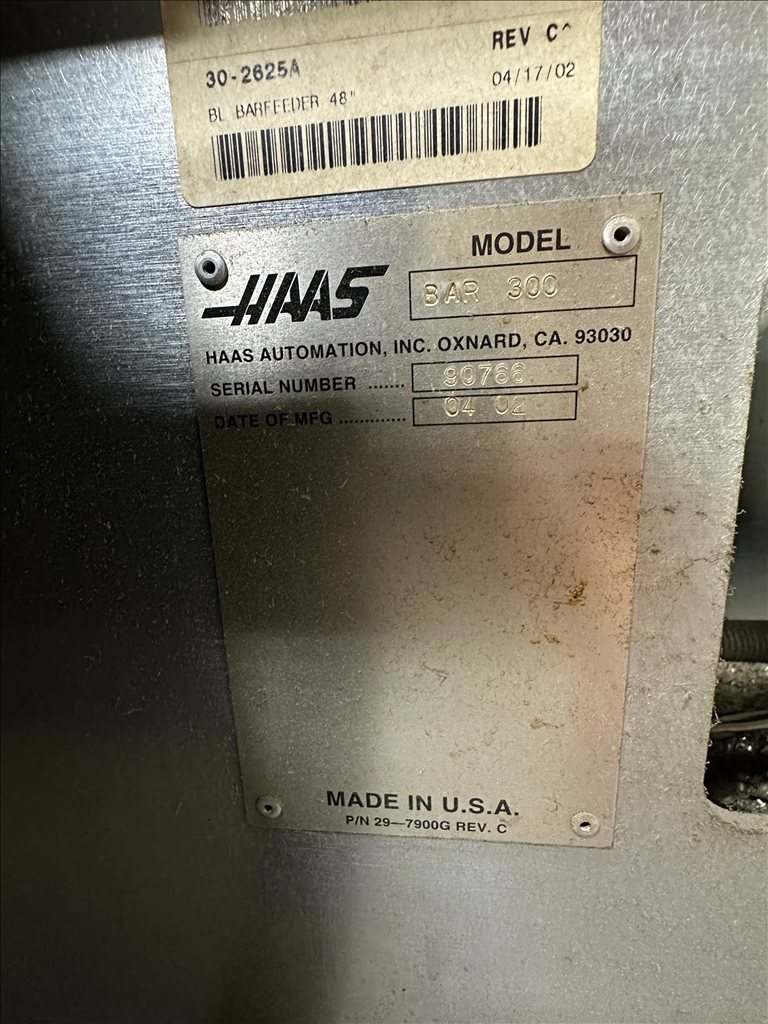 REV C^
30-2625A
04/17/02
BL BARFEEDER 48"
MODEL
HAAS
BAR 300
HAAS AUTOMATION, INC. OXNARD, CA. 93030
SERIAL NUMBER ...... 90766
DATE OF MFG ............. 04 02
MADE IN U.S.A.
P/N 29—7900G REV. C